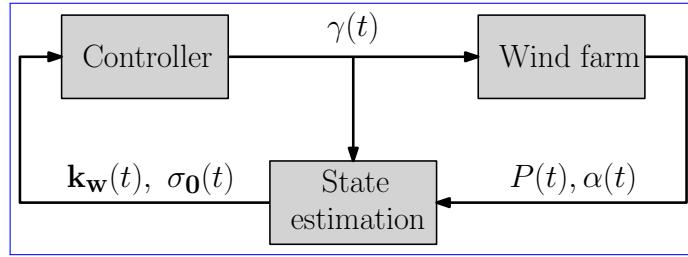 γ(t)
Controller
Wind farm
𝐤_𝐰(t), σ_𝟎(t)
State
estimation
P(t), α(t)